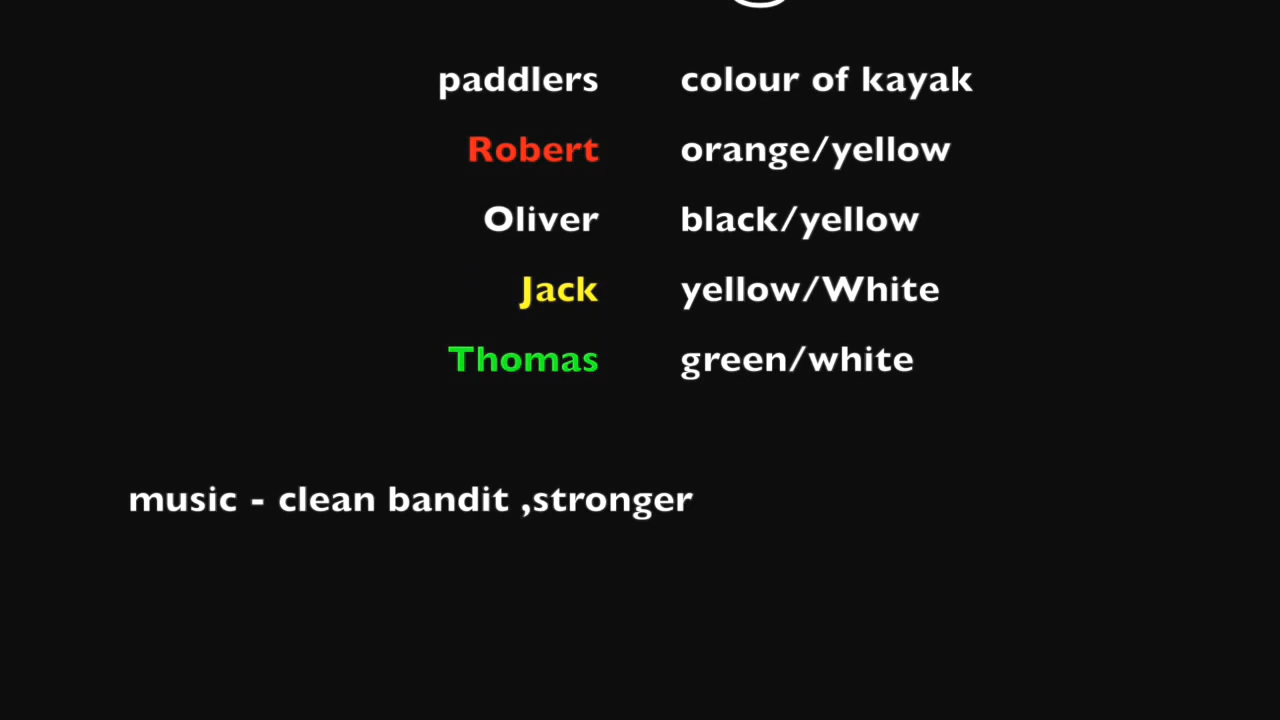 paddlers colour of kayak
Robert orange/yellow
Oliver black/yellow
Jack yellow/White
Thomas green/white
music - clean bandit ,stronger